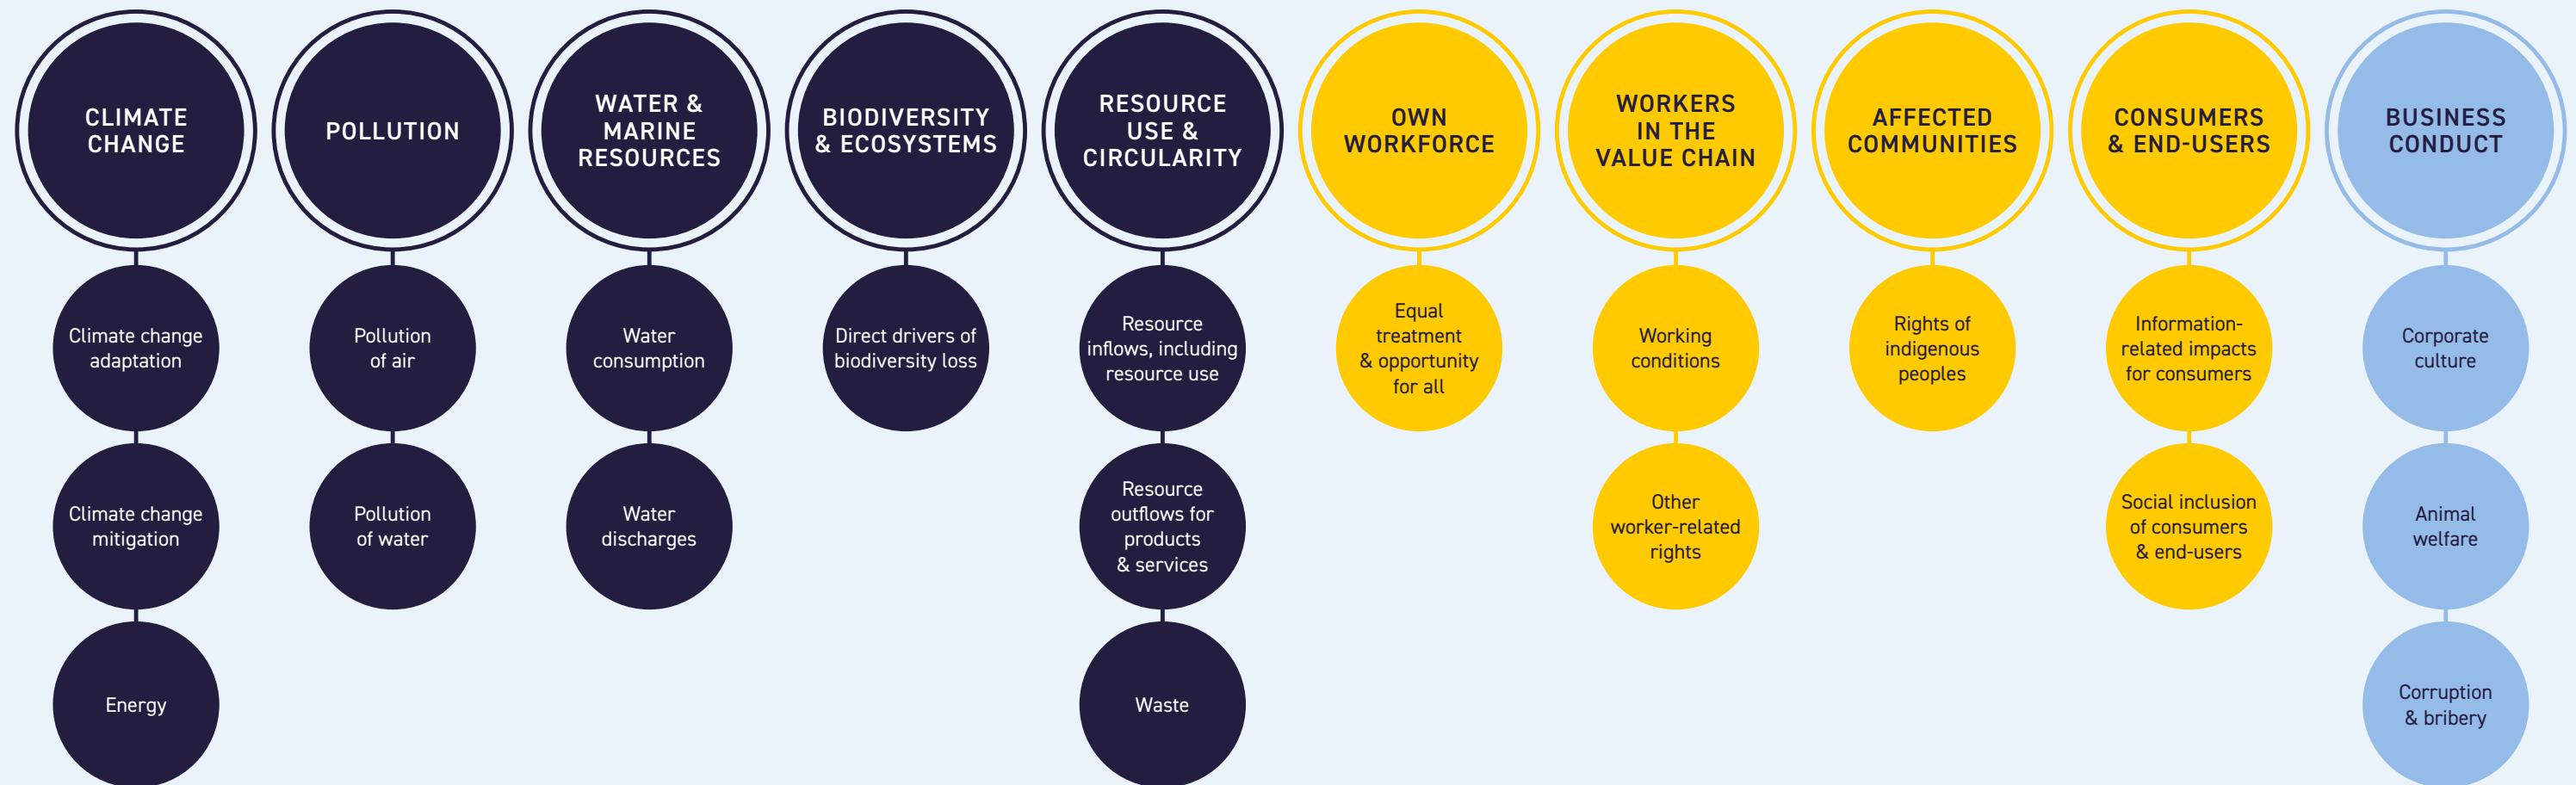 CLIMATE
CHANGE
POLLUTION
WATER &
MARINE
RESOURCES
BIODIVERSITY
& ECOSYSTEMS
RESOURCE
USE &
CIRCULARITY
OWN
WORKFORCE
WORKERS
IN THE
VALUE CHAIN
AFFECTED
COMMUNITIES
CONSUMERS
& END-USERS
BUSINESS
CONDUCT
Climate change
adaptation
Pollution
of air
Water
consumption
Direct drivers of
biodiversity loss
Resource
inflows, including
resource use
Equal
treatment
& opportunity
for all
Working
conditions
Rights of
indigenous
peoples
Information-
related impacts
for consumers
Corporate
culture
Climate change
mitigation
Pollution
of water
Water
discharges
Resource
outflows for
products
& services
Other
worker-related
rights
Social inclusion
of consumers
& end-users
Animal
welfare
Energy
Waste
Corruption
& bribery